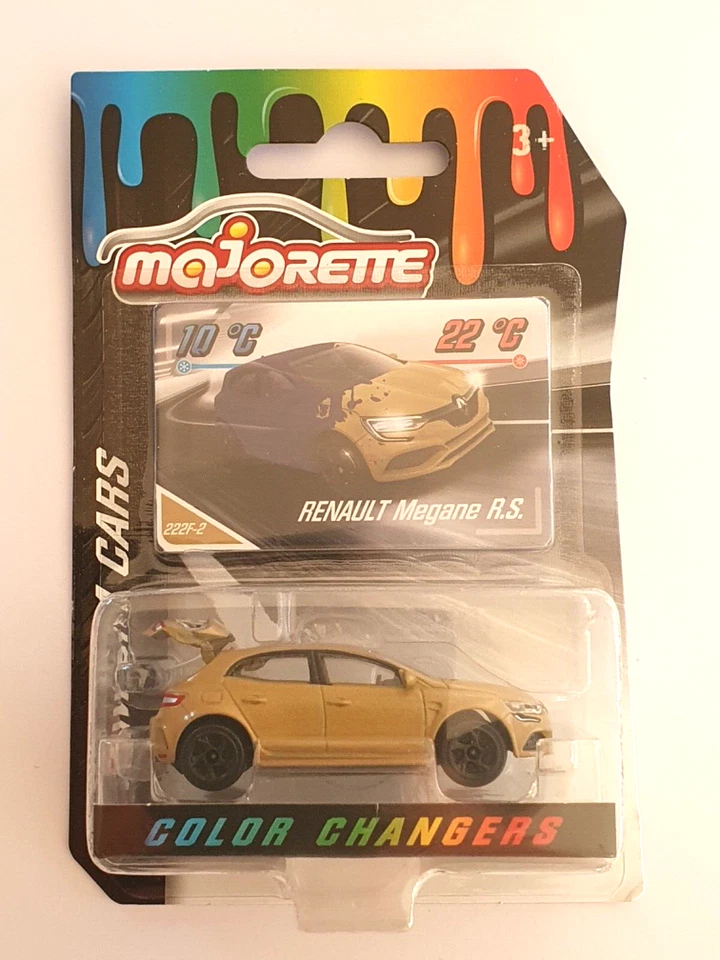 3+
majorette
10 °C
22 °C
RENAULT Megane R.S.
222F-2
CARS
COLOR CHANGERS